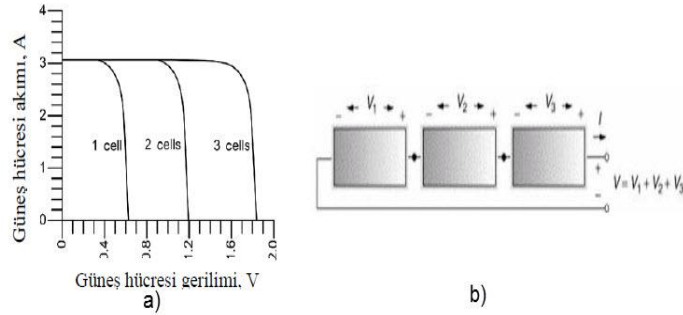 Güneş hücresi akımı, A
4
3
2
1
0
1 cell
2 cells
3 cells
0
0.4
0.8
1.2
1.6
2.0
Güneş hücresi gerilimi, V
a)
V1
V2
V3
- +
- +
- +
I
+
-
V = V1 + V2 + V3
b)